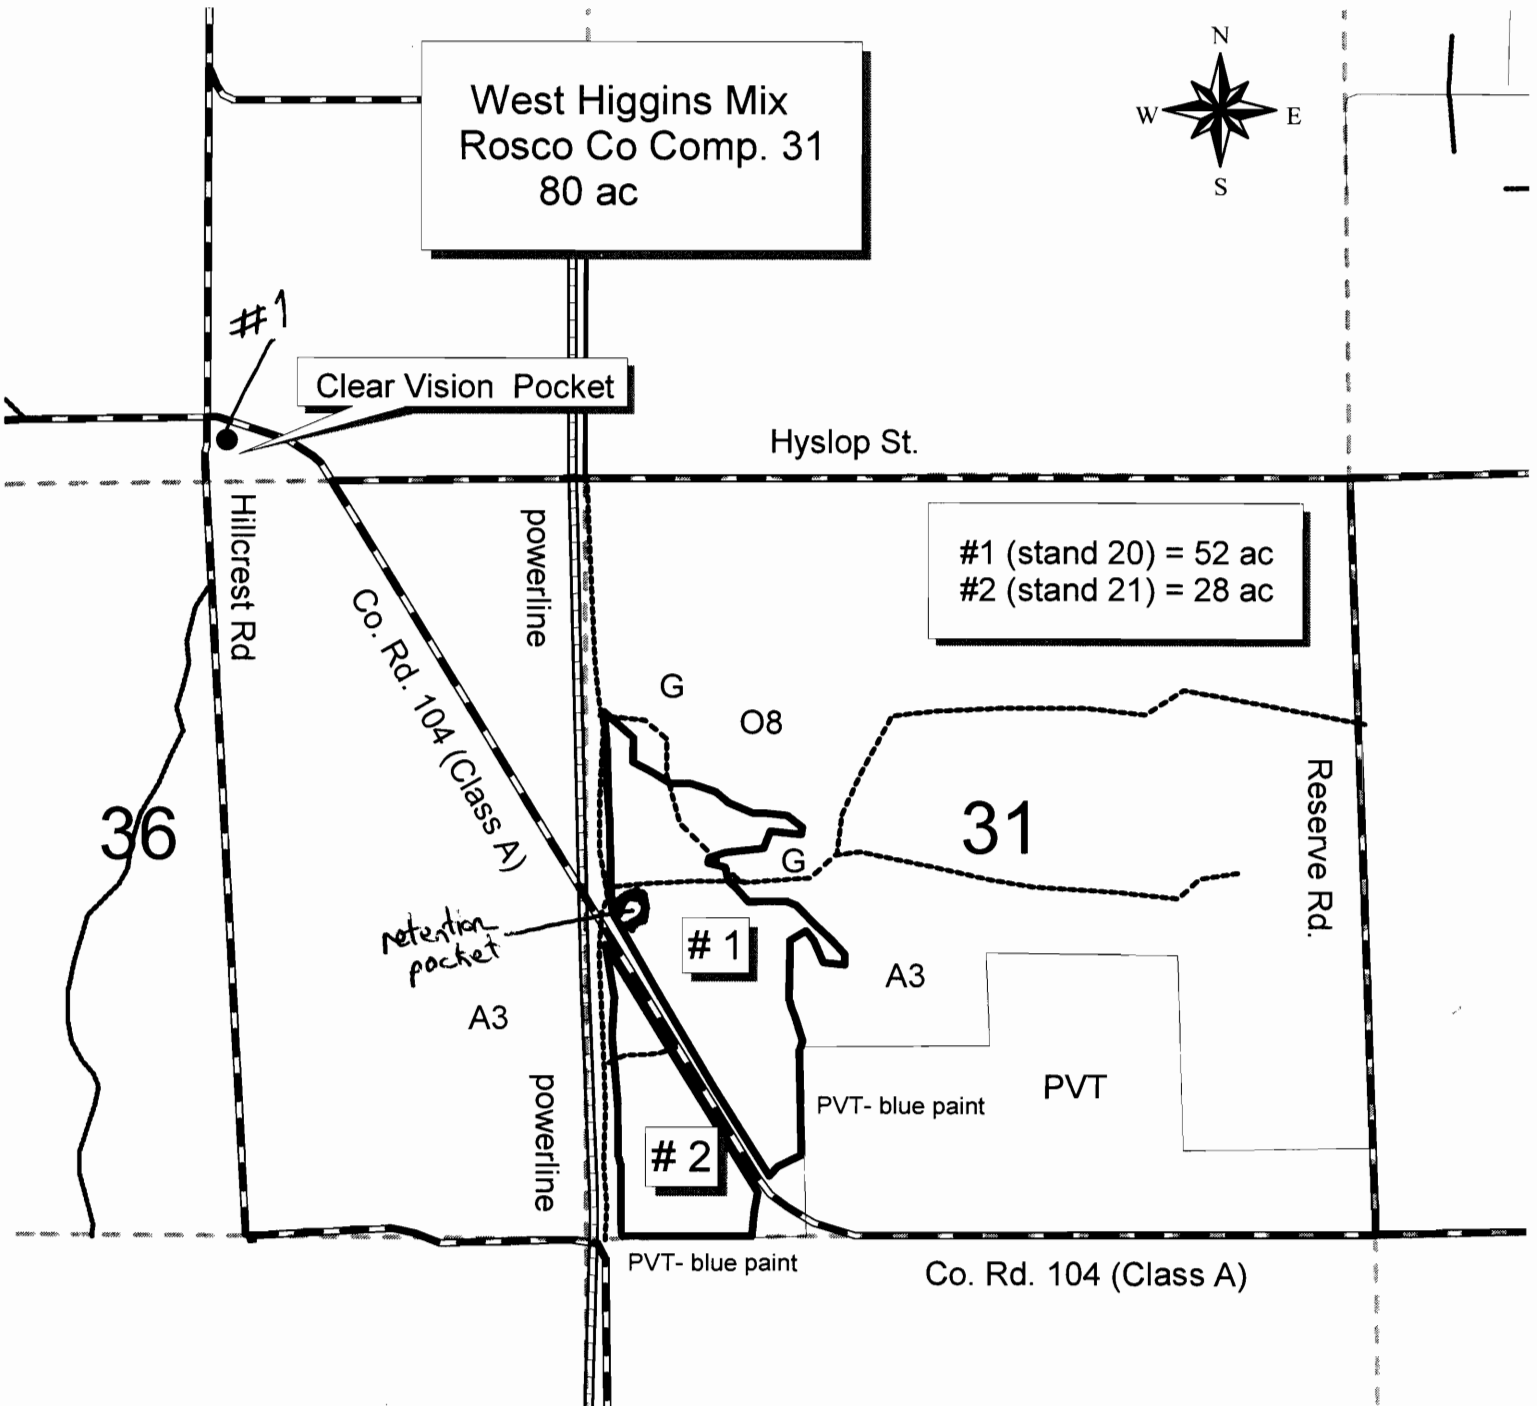 West Higgins Mix
Rosco Co Comp. 31
80 ac
N
W
E
S
#1
Clear Vision Pocket
Hyslop St.
#1 (stand 20) = 52 ac
#2 (stand 21) = 28 ac
Hillcrest Rd
powerline
Co. Rd. 104 (Class A)
G
O8
36
31
Reserve Rd.
G
retention
pocket
# 1
A3
A3
powerline
PVT
PVT- blue paint
# 2
PVT- blue paint
Co. Rd. 104 (Class A)